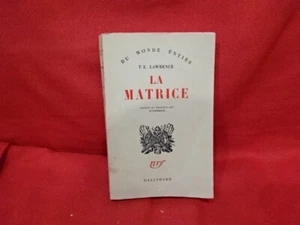 DU MONDE ENTIER
T. E. LAWRENCE
LA
MATRICE
nrf
GALLIMARD